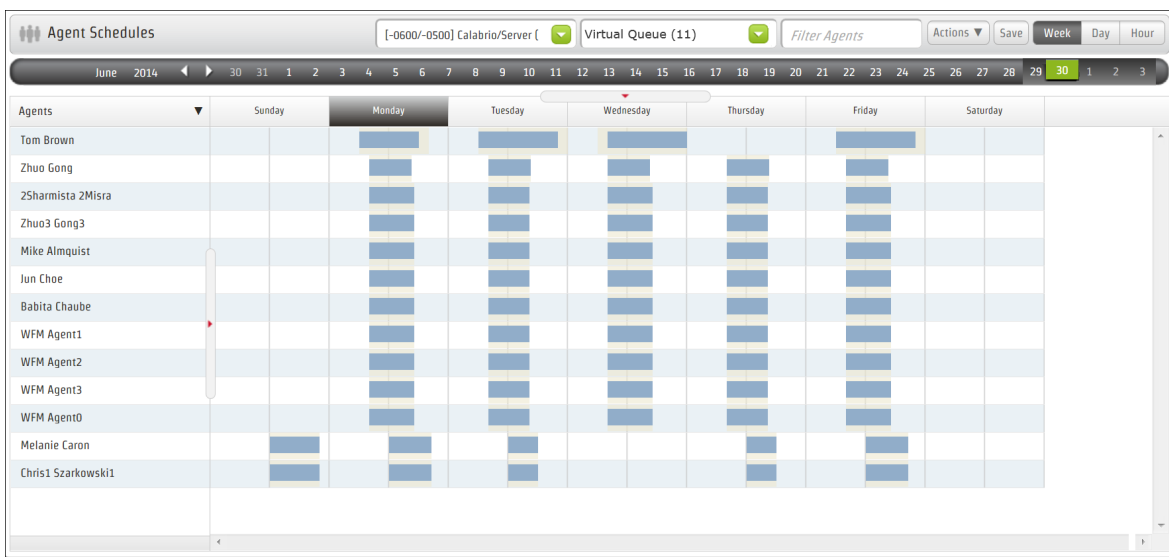 Agent Schedules
[-0600/-0500] Calabrio/Server (
Virtual Queue (11)
Filter Agents
Actions ▼
Save
Week
Day
Hour
June 2014
30 31 1 2 3 4 5 6 7 8 9 10 11 12 13 14 15 16 17 18 19 20 21 22 23 24 25 26 27 28 29 30 1 2 3
Agents
Sunday Monday Tuesday Wednesday Thursday Friday Saturday
Tom Brown
Zhuo Gong
2Sharmista 2Misra
Zhuo3 Gong3
Mike Almquist
Jun Choe
Babita Chaube
WFM Agent1
WFM Agent2
WFM Agent3
WFM Agent0
Melanie Caron
Chris1 Szarkowski1